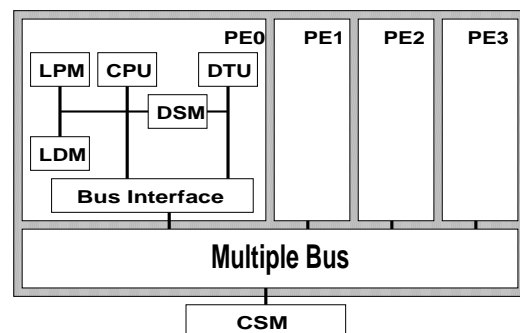 PE0 PE1 PE2 PE3
LPM CPU DTU
DSM
LDM
Bus Interface
Multiple Bus
CSM